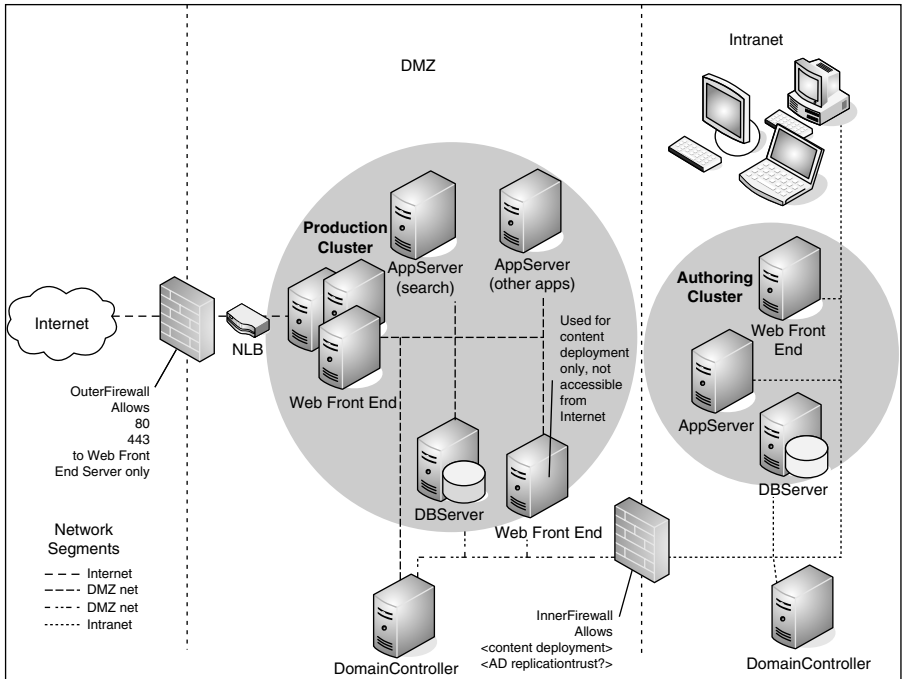 DMZ
Intranet
Production
Cluster
AppServer
(search)
AppServer
(other apps)
Authoring
Cluster
Internet
NLB
Web Front End
Used for
content
deployment
only, not
accessible
from
Internet
Web Front
End
AppServer
OuterFirewall
Allows
80
443
to Web Front
End Server only
DBServer
Web Front End
DBServer
Network
Segments
Internet
DMZ net
DMZ net
Intranet
DomainController
InnerFirewall
Allows
<content deployment>
<AD replicationtrust?>
DomainController